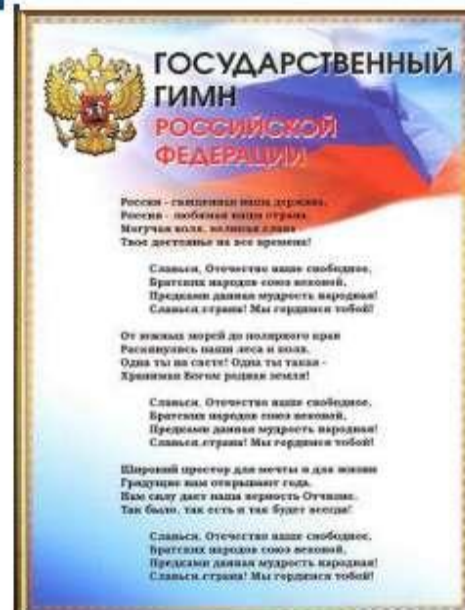 ГОСУДАРСТВЕННЫЙ
ГИМН
РОССИЙСКОЙ
ФЕДЕРАЦИИ
Россия - священная наша держава,
Россия - любимая наша страна.
Могучая воля, великая слава -
Твое достоянье на все времена!
Славься, Отечество наше свободное,
Братских народов союз вековой,
Предками данная мудрость народная!
Славься, страна! Мы гордимся тобой!
От южных морей до полярного края
Раскинулись наши леса и поля.
Одна ты на свете! Одна ты такая -
Хранимая Богом родная земля!
Славься, Отечество наше свободное,
Братских народов союз вековой,
Предками данная мудрость народная!
Славься, страна! Мы гордимся тобой!
Широкий простор для мечты и для жизни
Грядущие нам открывают года.
Нам силу дает наша верность Отчизне.
Так было, так есть и так будет всегда!
Славься, Отечество наше свободное,
Братских народов союз вековой,
Предками данная мудрость народная!
Славься, страна! Мы гордимся тобой!